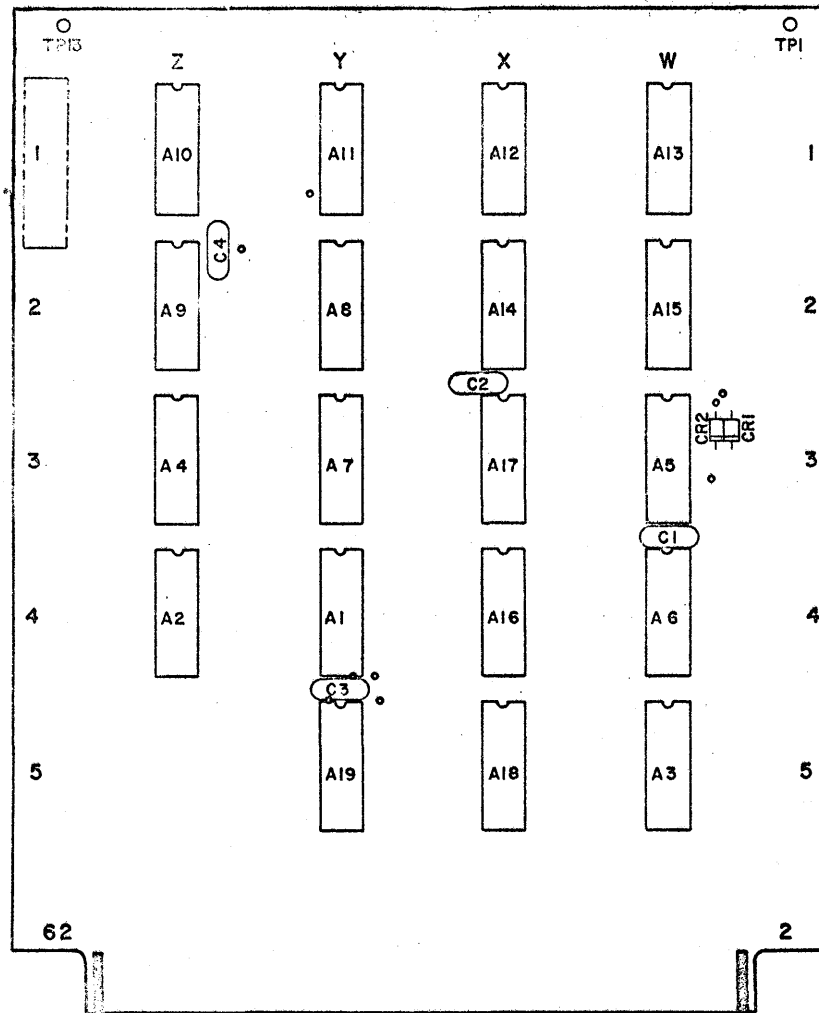 TP13 TP1
Z Y X W
1 A10 A11 A12 A13 1
C4
2 A9 A8 A14 A15 2
C2
CR2 CR1
3 A4 A7 A17 A5 3
C1
4 A2 A1 A16 A6 4
C3
5 A19 A18 A3 5
62 2